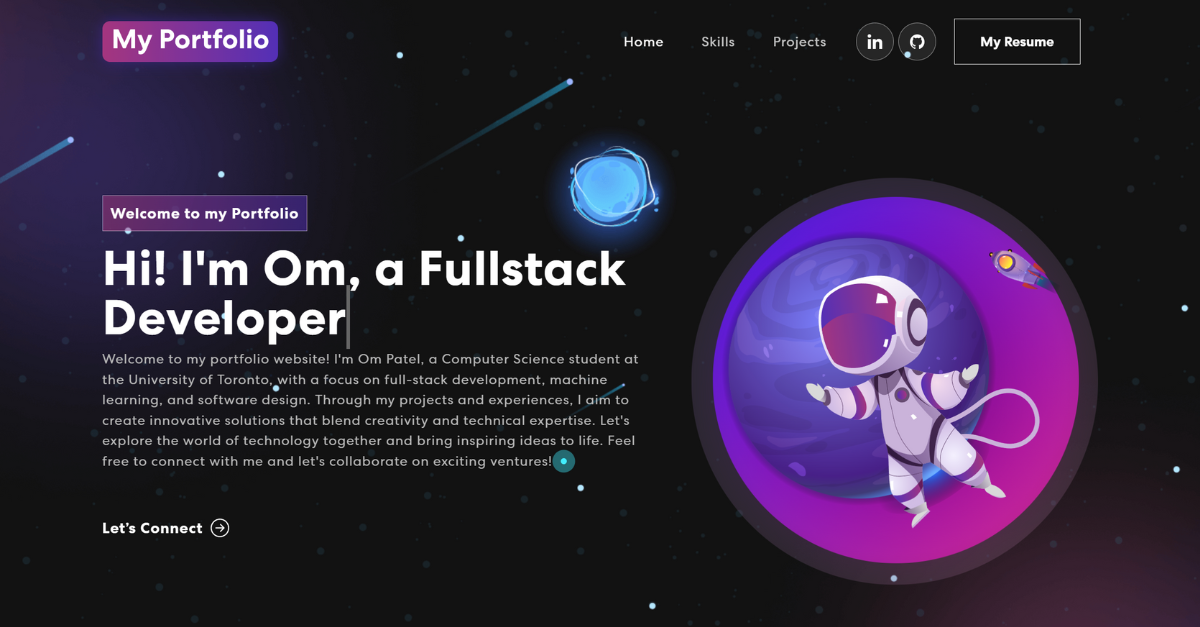 My Portfolio
Home
Skills
Projects
in
My Resume
Welcome to my Portfolio
Hi! I'm Om, a Fullstack
Developer
Welcome to my portfolio website! I'm Om Patel, a Computer Science student at
the University of Toronto, with a focus on full-stack development, machine
learning, and software design. Through my projects and experiences, I aim to
create innovative solutions that blend creativity and technical expertise. Let's
explore the world of technology together and bring inspiring ideas to life. Feel
free to connect with me and let's collaborate on exciting ventures!
Let's Connect